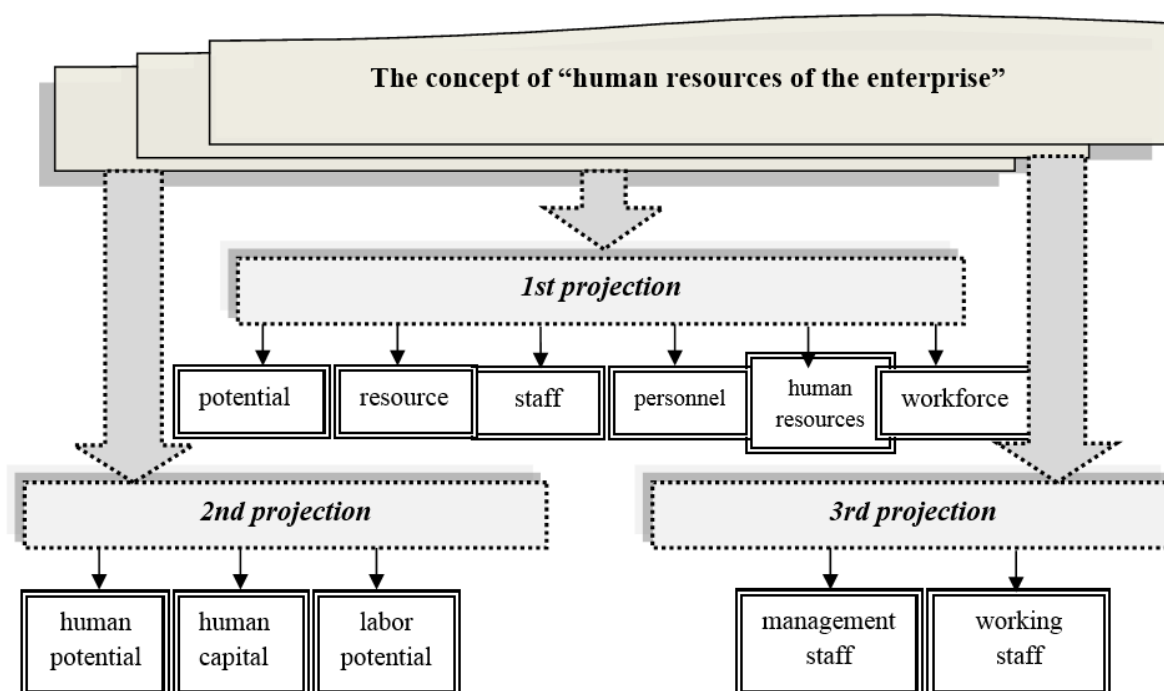 The concept of “human resources of the enterprise”
1st projection
potential
resource
staff
personnel
human
resources
workforce
2nd projection
3rd projection
human
potential
human
capital
labor
potential
management
staff
working
staff